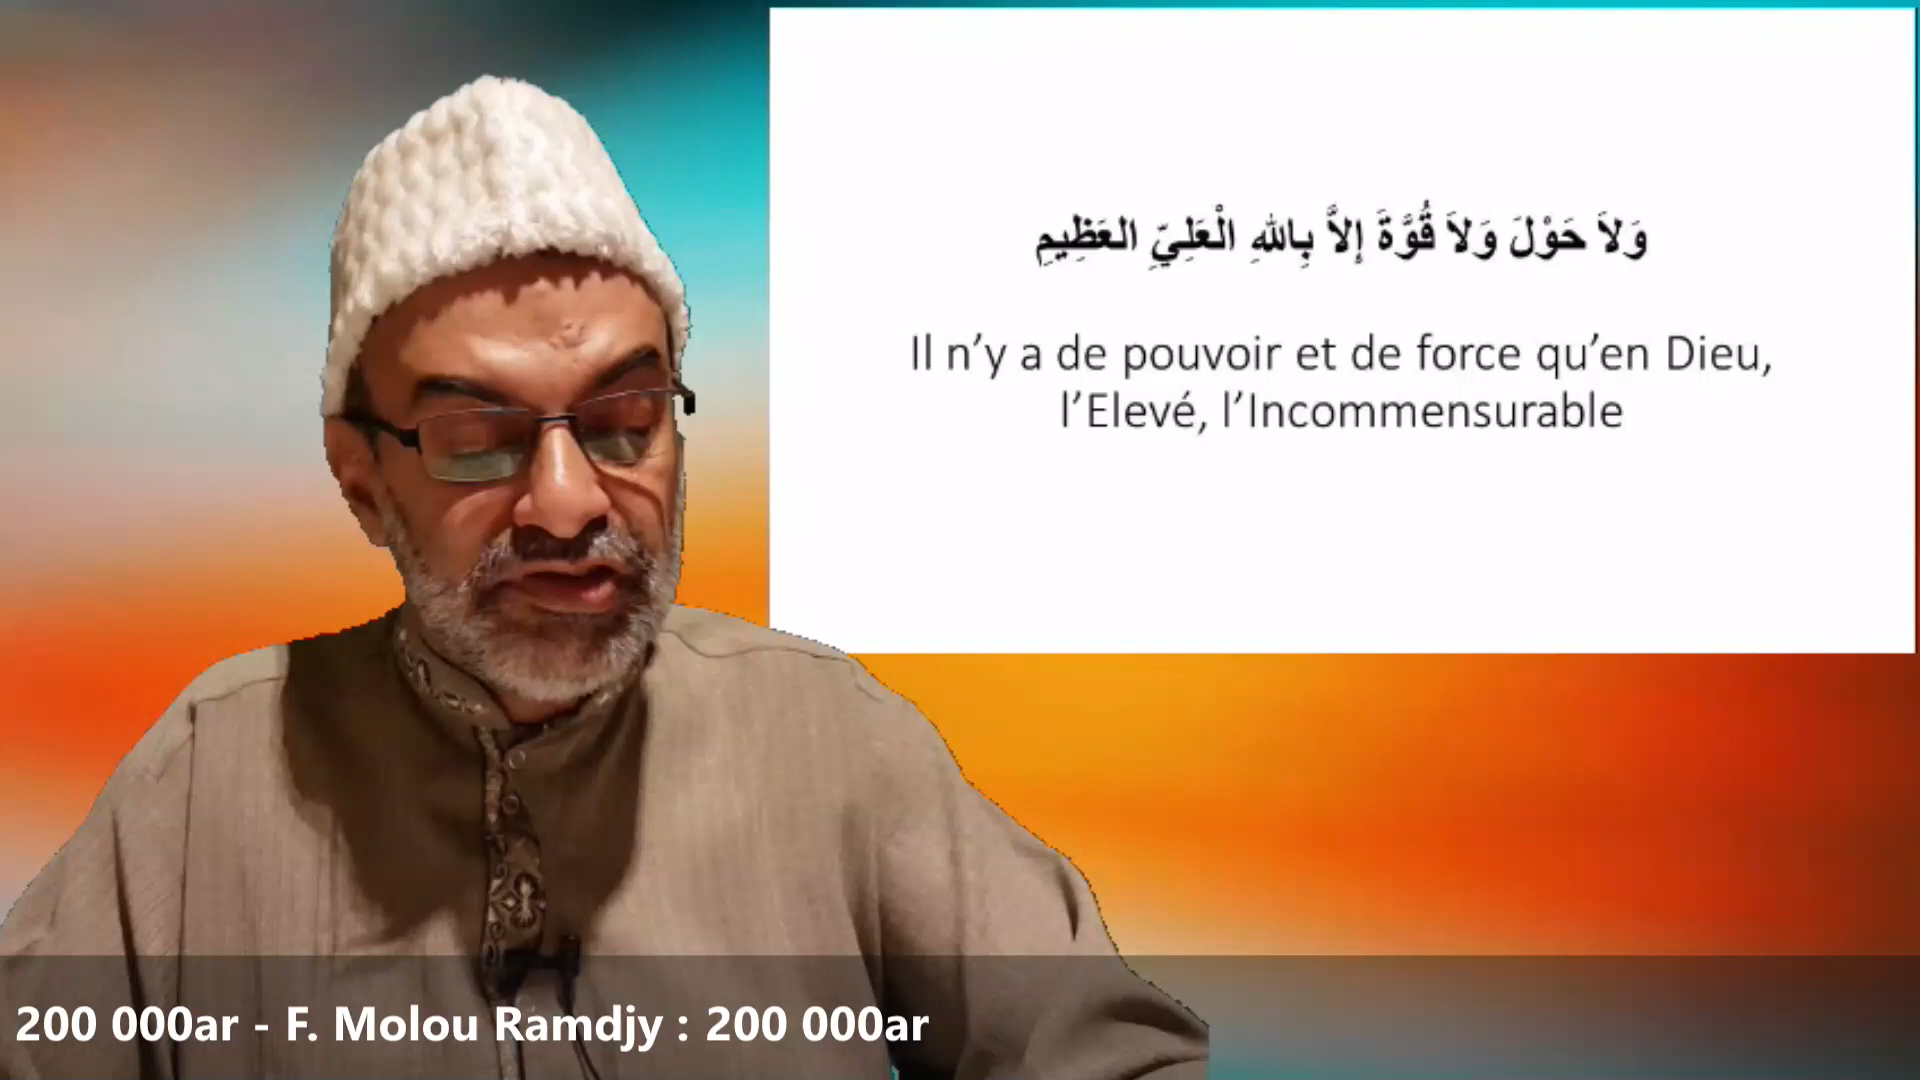 وَلاَ حَوْلَ وَلاَ قُوَّةَ إِلاَّ بِاللهِ الْعَلِيِّ العَظِيمِ
Il n’y a de pouvoir et de force qu’en Dieu,
l’Elevé, l’Incommensurable
200 000ar - F. Molou Ramdjy : 200 000ar